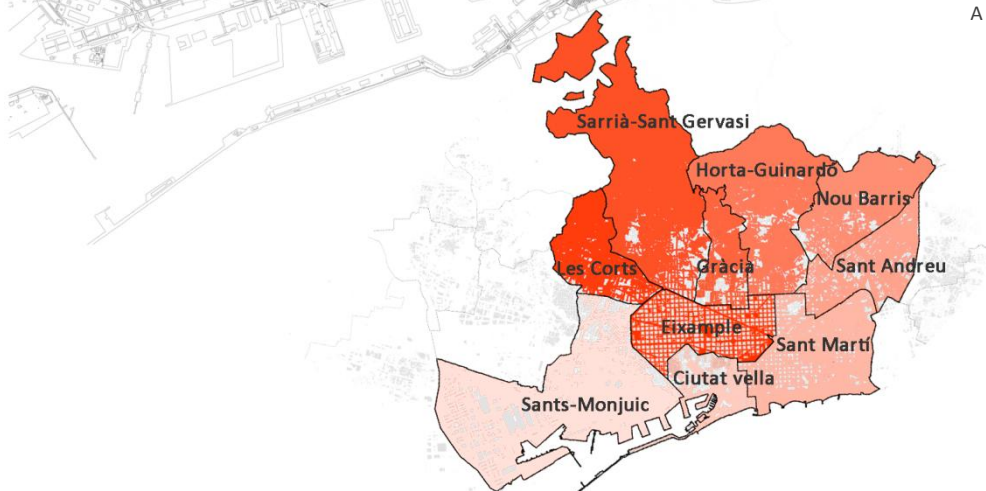 A
Sarrià-Sant Gervasi
Horta-Guinardó
Nou Barris
Les Corts
Gràcia
Sant Andreu
Eixample
Sant Martí
Ciutat vella
Sants-Monjuic